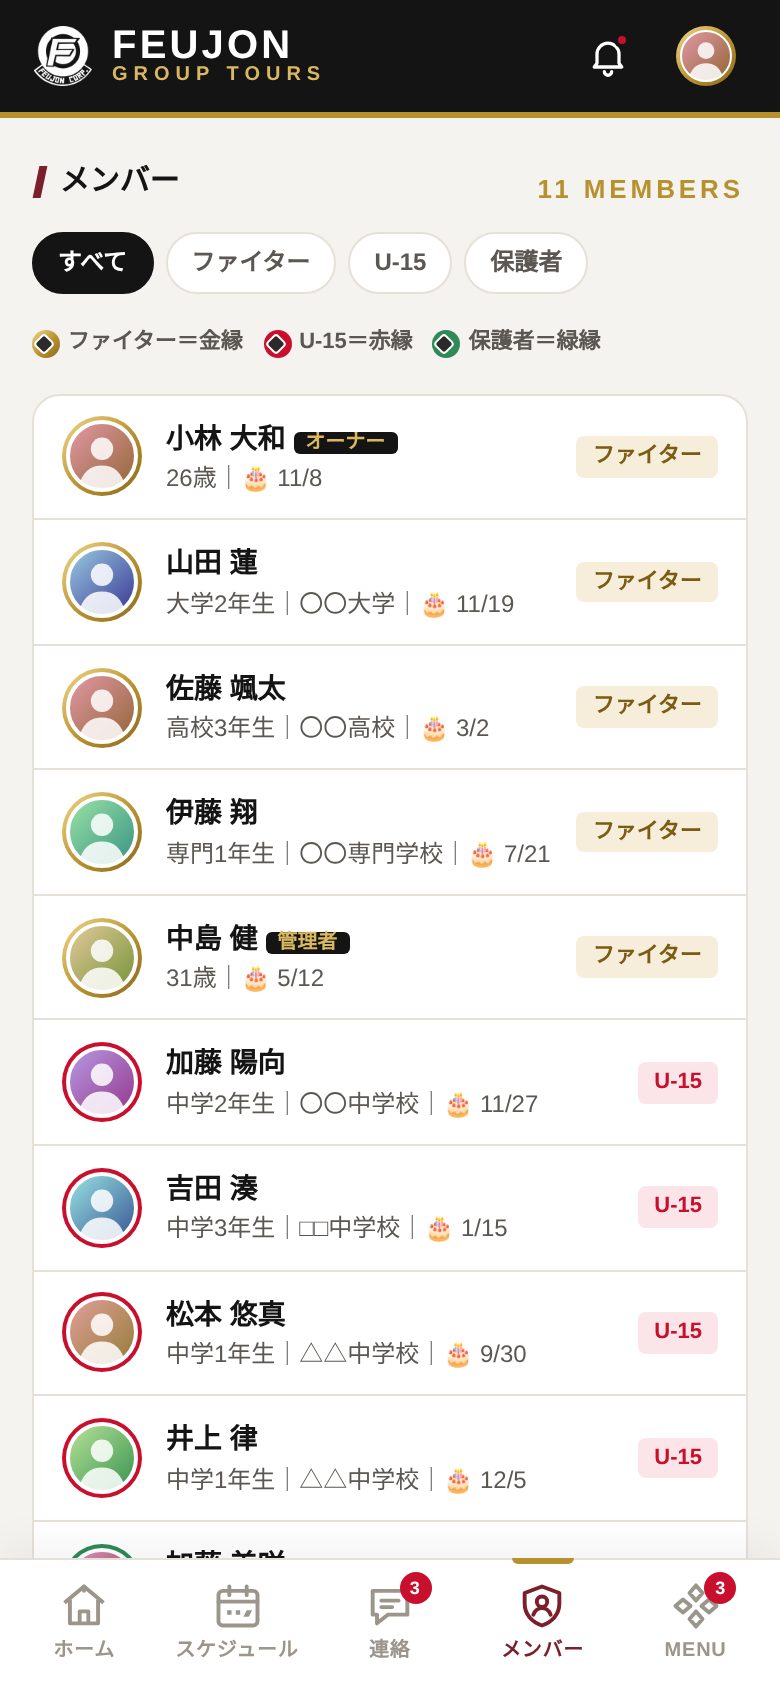 FEUJON
GROUP TOURS
FEUJON CORP.
メンバー
11 MEMBERS
すべて ファイター U-15 保護者
ファイター＝金縁 U-15＝赤縁 保護者＝緑縁
小林 大和 オーナー
26歳｜🎂 11/8
ファイター
山田 蓮
大学2年生｜〇〇大学｜🎂 11/19
ファイター
佐藤 颯太
高校3年生｜〇〇高校｜🎂 3/2
ファイター
伊藤 翔
専門1年生｜〇〇専門学校｜🎂 7/21
ファイター
中島 健 管理者
31歳｜🎂 5/12
ファイター
加藤 陽向
中学2年生｜〇〇中学校｜🎂 11/27
U-15
吉田 湊
中学3年生｜□□中学校｜🎂 1/15
U-15
松本 悠真
中学1年生｜△△中学校｜🎂 9/30
U-15
井上 律
中学1年生｜△△中学校｜🎂 12/5
U-15
加藤
3 3
ホーム スケジュール 連絡 メンバー MENU